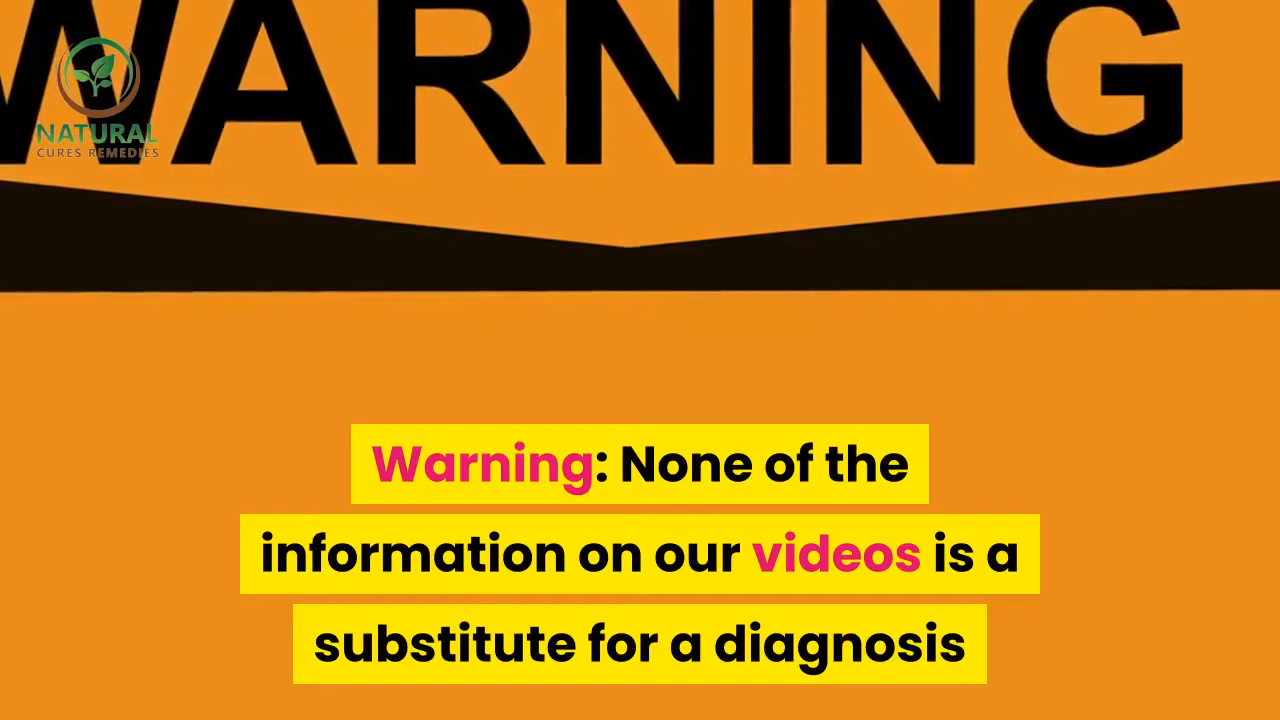 WARNING
NATURAL
CURES REMEDIES
Warning: None of the
information on our videos is a
substitute for a diagnosis